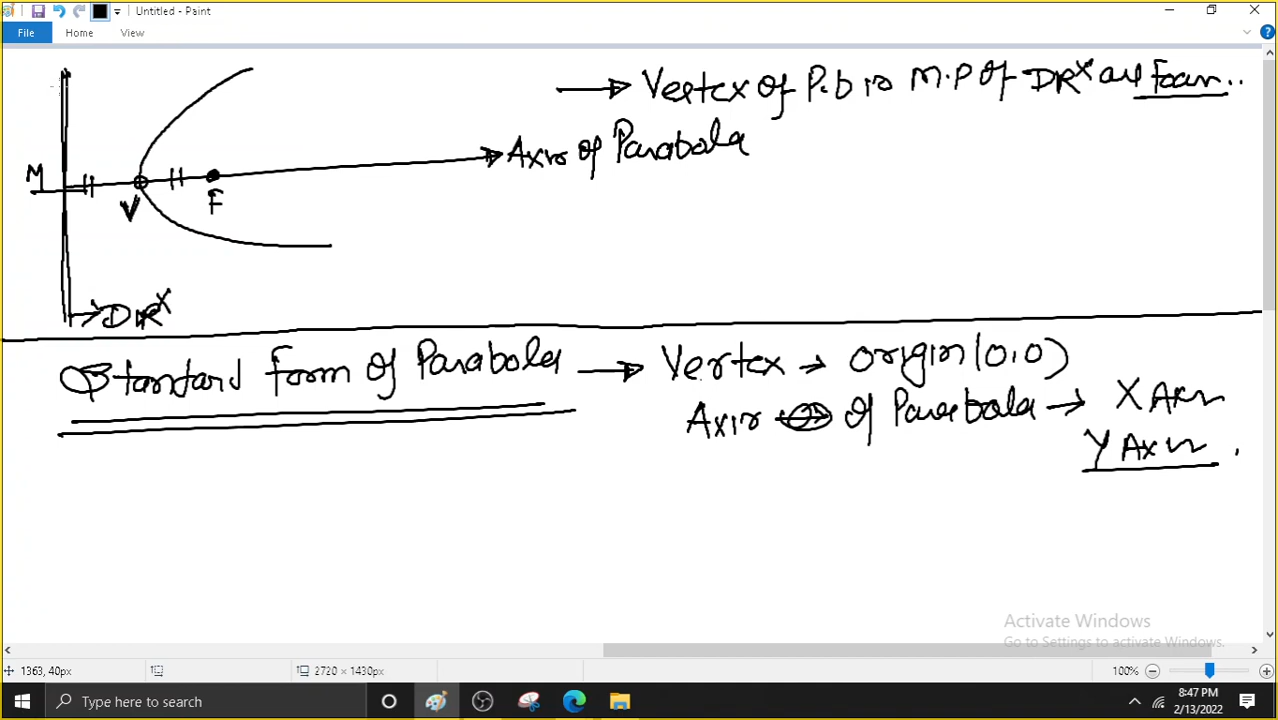 Untitled - Paint
File Home View
→ Vertex of P.b is M.P of DRˣ and Focus..
Axis of Parabola
M
V
F
→ DRˣ
Standard form of Parabola → Vertex → origin (0,0)
Axis of Parabola → X Axis
Y Axis.
Activate Windows
Go to Settings to activate Windows.
1363, 40px 2720 × 1430px 100%
Type here to search
8:47 PM
2/13/2022